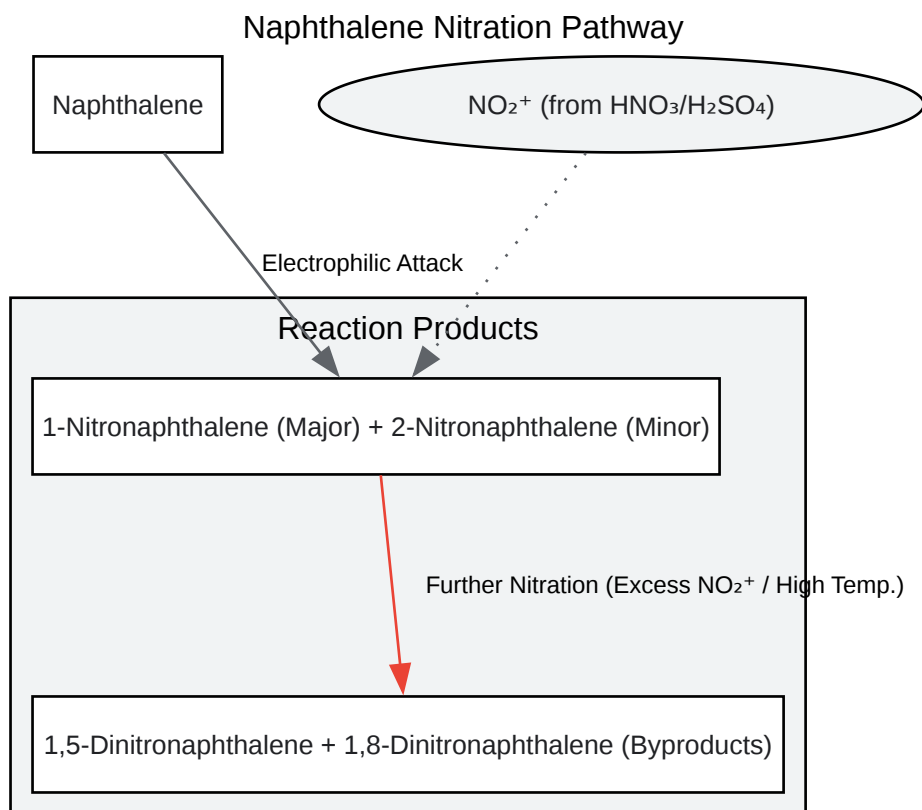 Naphthalene Nitration Pathway
Naphthalene
NO₂⁺ (from HNO₃/H₂SO₄)
Electrophilic Attack
Reaction Products
1-Nitronaphthalene (Major) + 2-Nitronaphthalene (Minor)
Further Nitration (Excess NO₂⁺ / High Temp.)
1,5-Dinitronaphthalene + 1,8-Dinitronaphthalene (Byproducts)